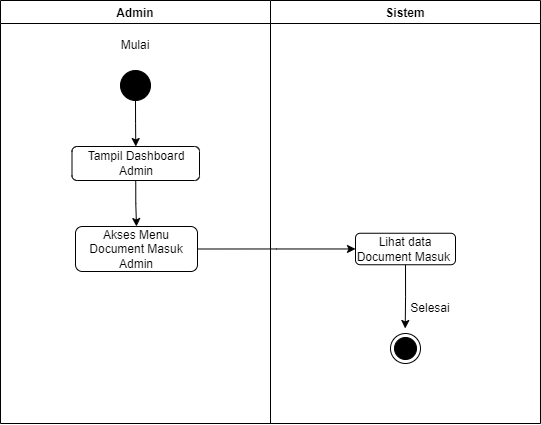 Admin
Sistem
Mulai
Tampil Dashboard
Admin
Akses Menu
Document Masuk
Admin
Lihat data
Document Masuk
Selesai